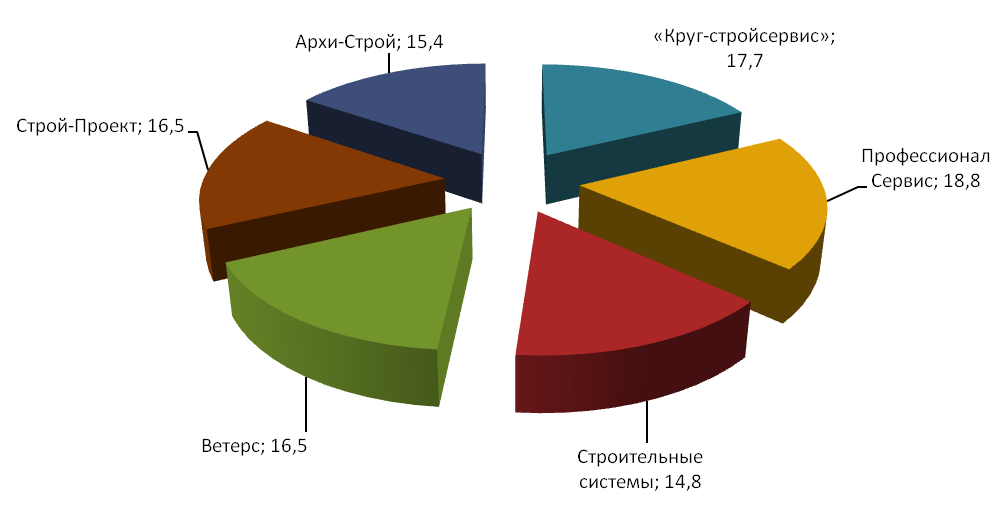 Архи-Строй; 15,4
«Круг-стройсервис»;
17,7
Строй-Проект; 16,5
Профессионал
Сервис; 18,8
Ветерс; 16,5
Строительные
системы; 14,8